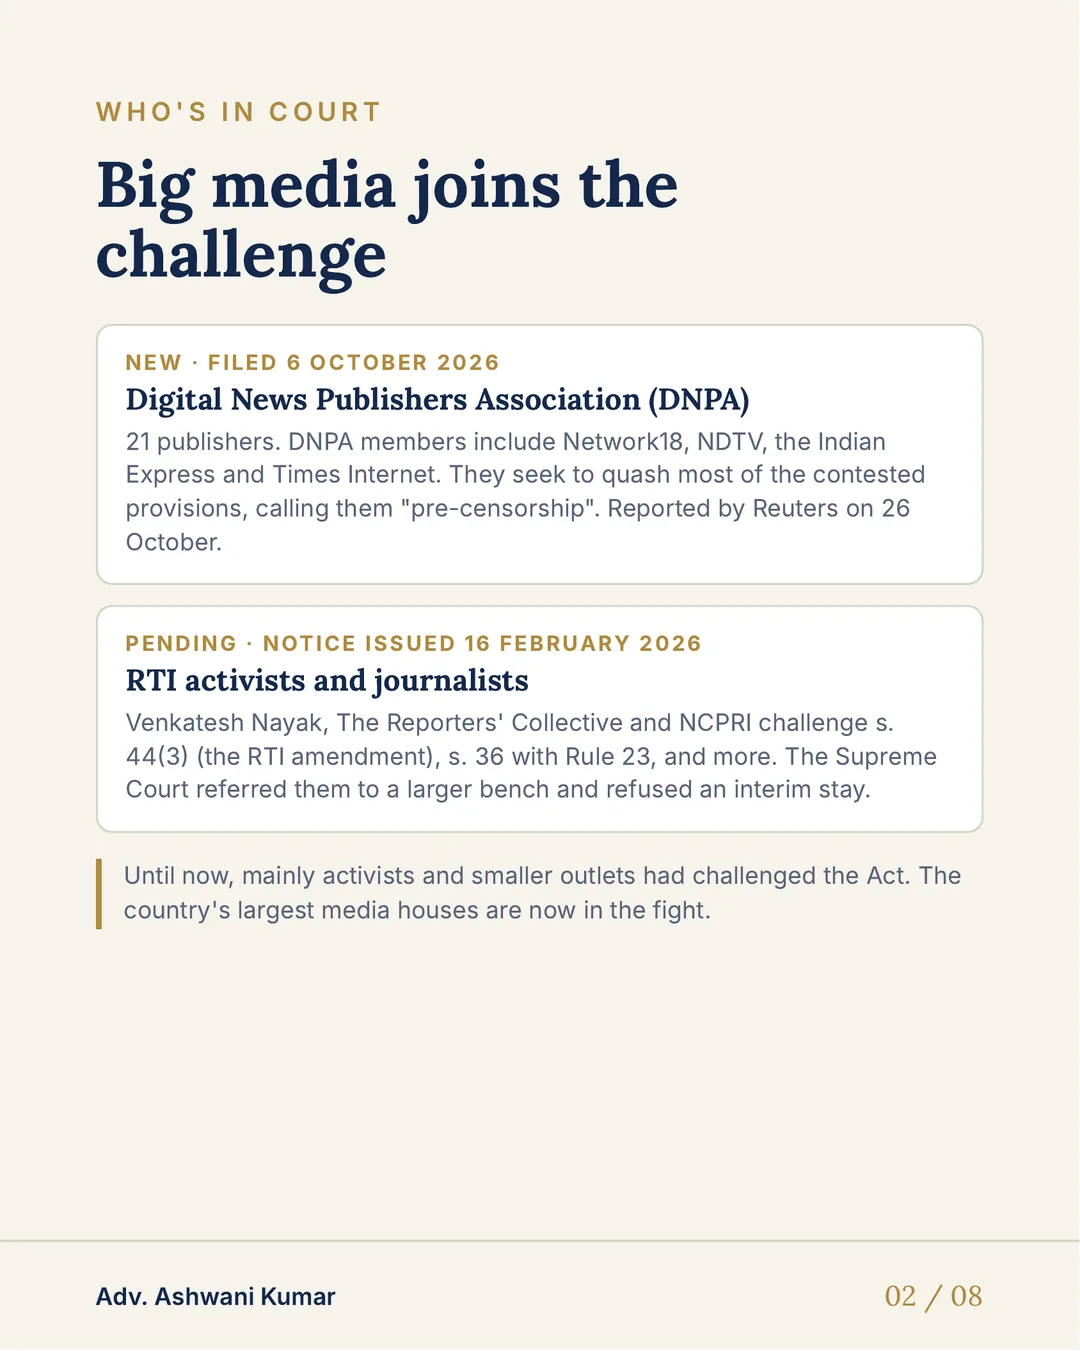 WHO'S IN COURT
Big media joins the
challenge
NEW · FILED 6 OCTOBER 2026
Digital News Publishers Association (DNPA)
21 publishers. DNPA members include Network18, NDTV, the Indian
Express and Times Internet. They seek to quash most of the contested
provisions, calling them "pre-censorship". Reported by Reuters on 26
October.
PENDING · NOTICE ISSUED 16 FEBRUARY 2026
RTI activists and journalists
Venkatesh Nayak, The Reporters' Collective and NCPRI challenge s.
44(3) (the RTI amendment), s. 36 with Rule 23, and more. The Supreme
Court referred them to a larger bench and refused an interim stay.
Until now, mainly activists and smaller outlets had challenged the Act. The
country's largest media houses are now in the fight.
Adv. Ashwani Kumar
02 / 08